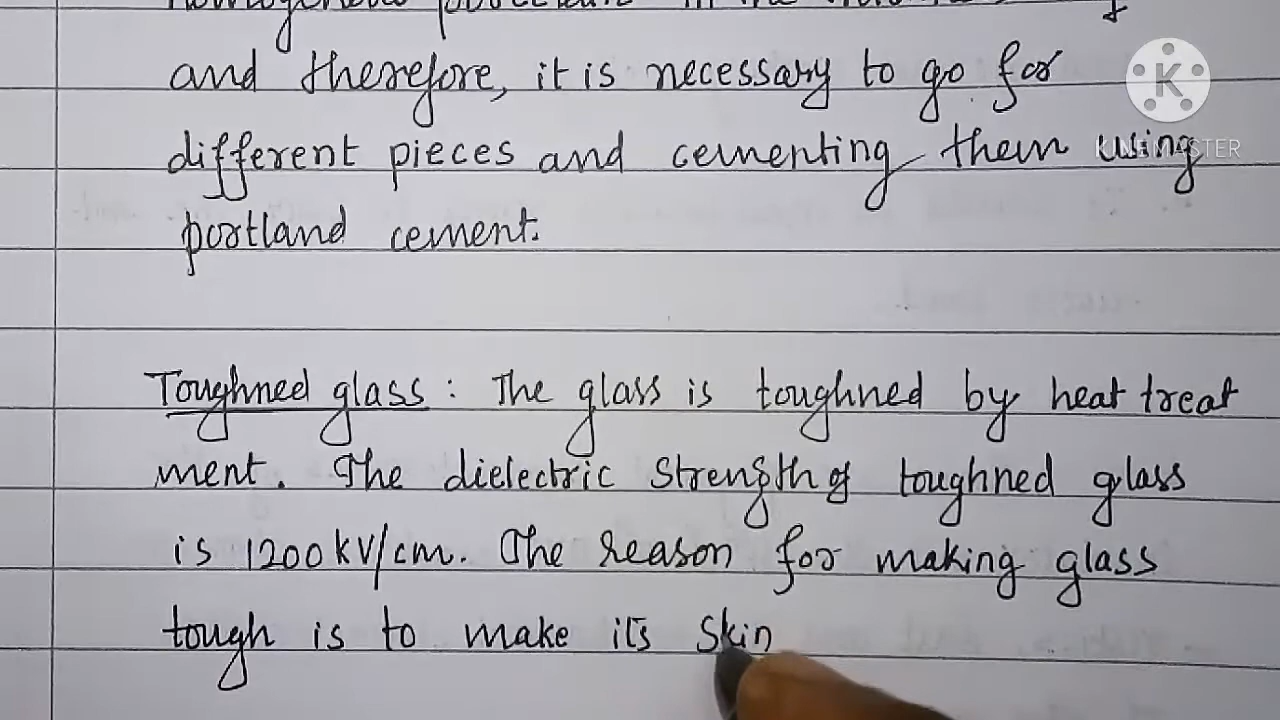 and therefore, it is necessary to go for
different pieces and cementing them using
portland cement.
Toughned glass : The glass is toughned by heat treat
ment. The dielectric strength of toughned glass
is 1200kV/cm. The reason for making glass
tough is to make it's skin
K
KINEMASTER